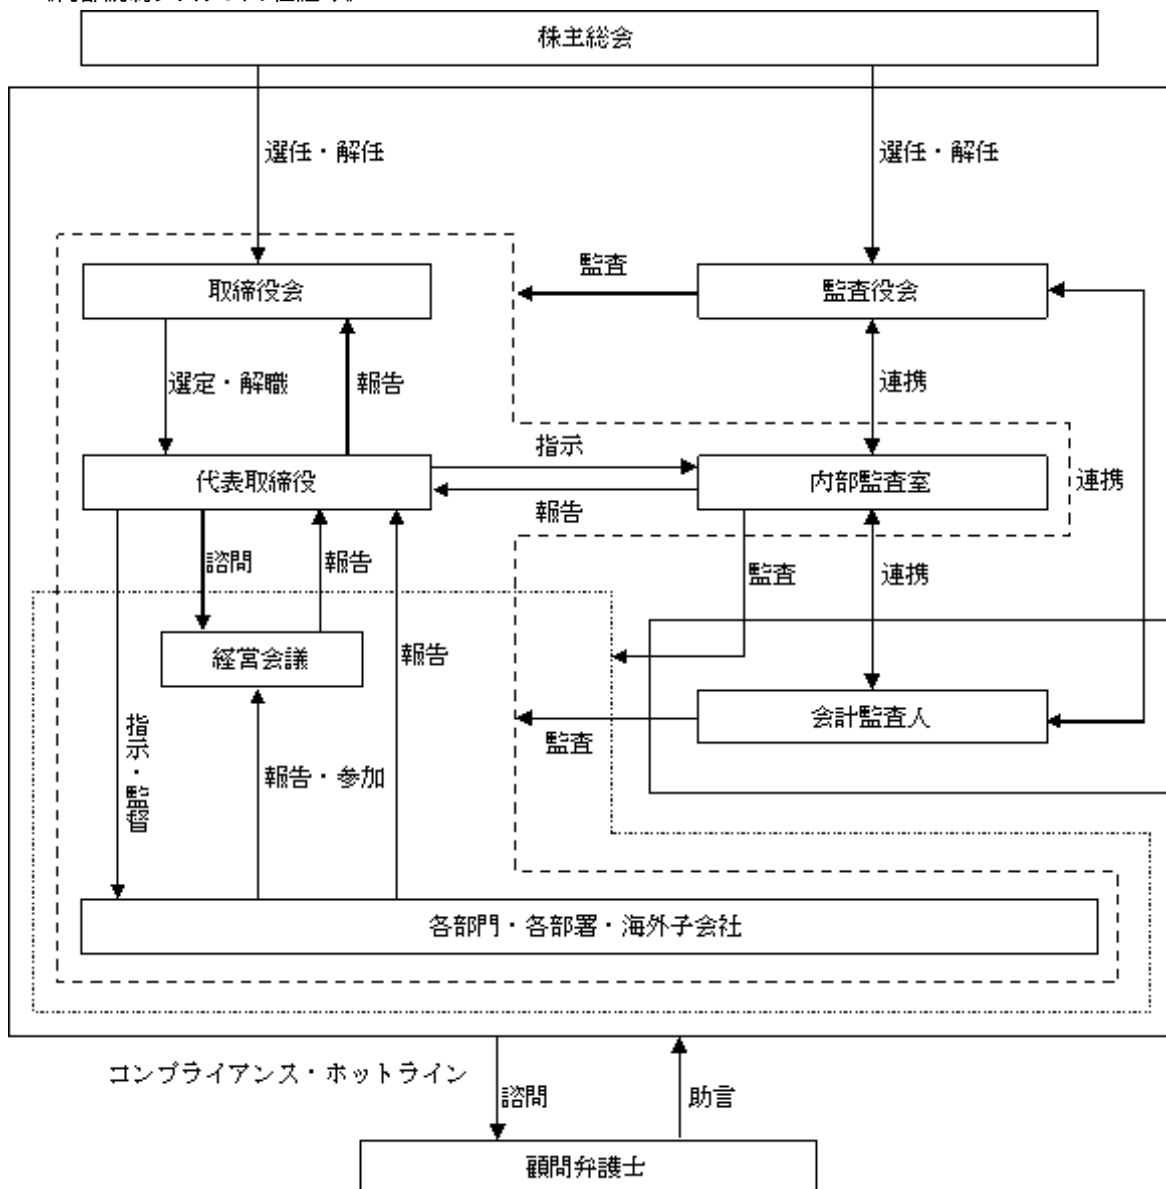 株主総会
選任・解任
選任・解任
取締役会
監査
監査役会
選定・解職
報告
連携
代表取締役
指示
報告
内部監査室
連携
諮問
報告
監査
連携
経営会議
報告
会計監査人
監査
指示・監督
報告・参加
各部門・各部署・海外子会社
コンプライアンス・ホットライン
諮問
助言
顧問弁護士